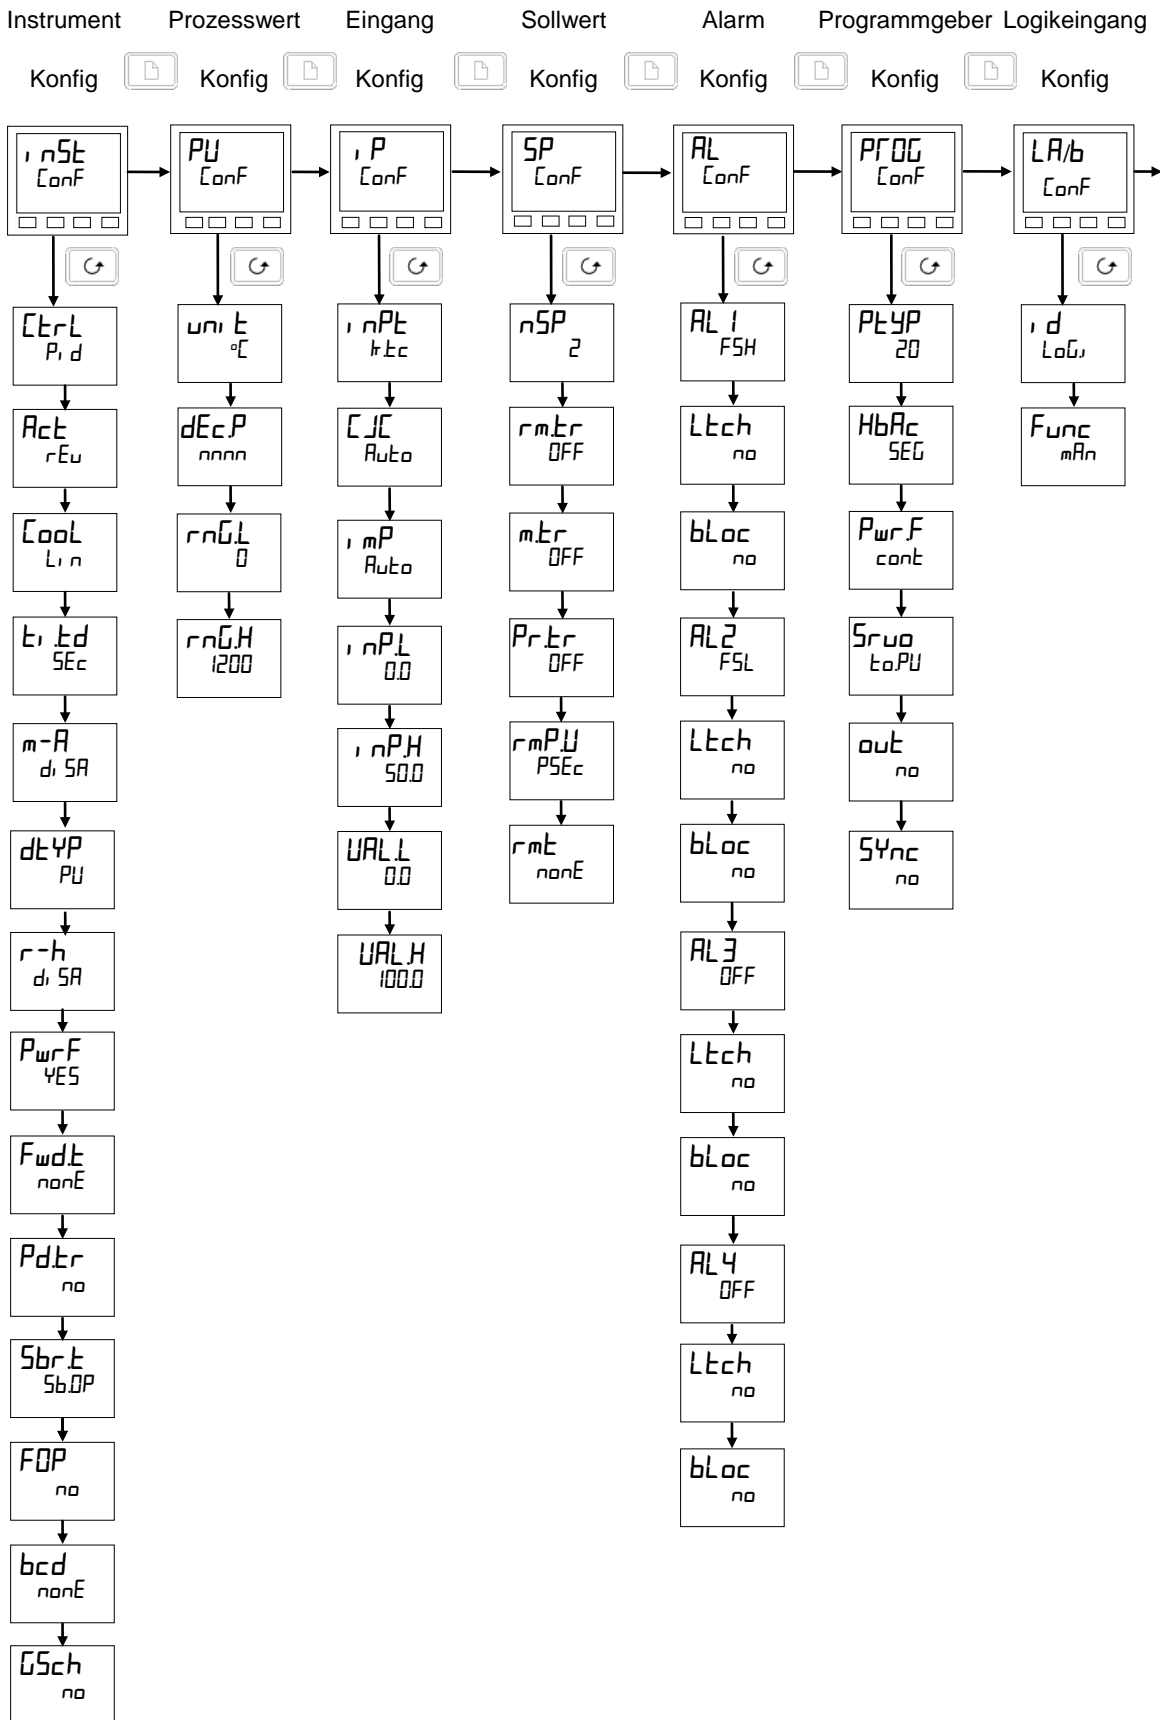 Instrument Prozesswert Eingang Sollwert Alarm Programmgeber Logikeingang
Konfig Konfig Konfig Konfig Konfig Konfig Konfig
inSt
ConF
PV
ConF
iP
ConF
SP
ConF
AL
ConF
PROG
ConF
LA/b
ConF
CtrL
Pid
Act
rEv
CooL
Lin
ti.td
SEc
m-A
diSA
dtYP
PV
r-h
diSA
PwrF
YES
Fwd.t
nonE
Pd.tr
no
Sbr.t
Sb.OP
FOP
no
bcd
nonE
GSch
no
unit
°C
dEc.P
nnnn
rnG.L
0
rnG.H
1200
inPt
k.tc
CJC
Auto
imP
Auto
inP.L
0.0
inP.H
50.0
VAL.L
0.0
VAL.H
100.0
nSP
2
rm.tr
OFF
m.tr
OFF
Pr.tr
OFF
rmP.U
PSEc
rmt
nonE
AL 1
FSH
Ltch
no
bLoc
no
AL2
FSL
Ltch
no
bLoc
no
AL3
OFF
Ltch
no
bLoc
no
AL4
OFF
Ltch
no
bLoc
no
PtYP
20
HbAc
SEG
Pwr.F
cont
Srvo
to.PV
out
no
SYnc
no
id
LoG.i
Func
mAn